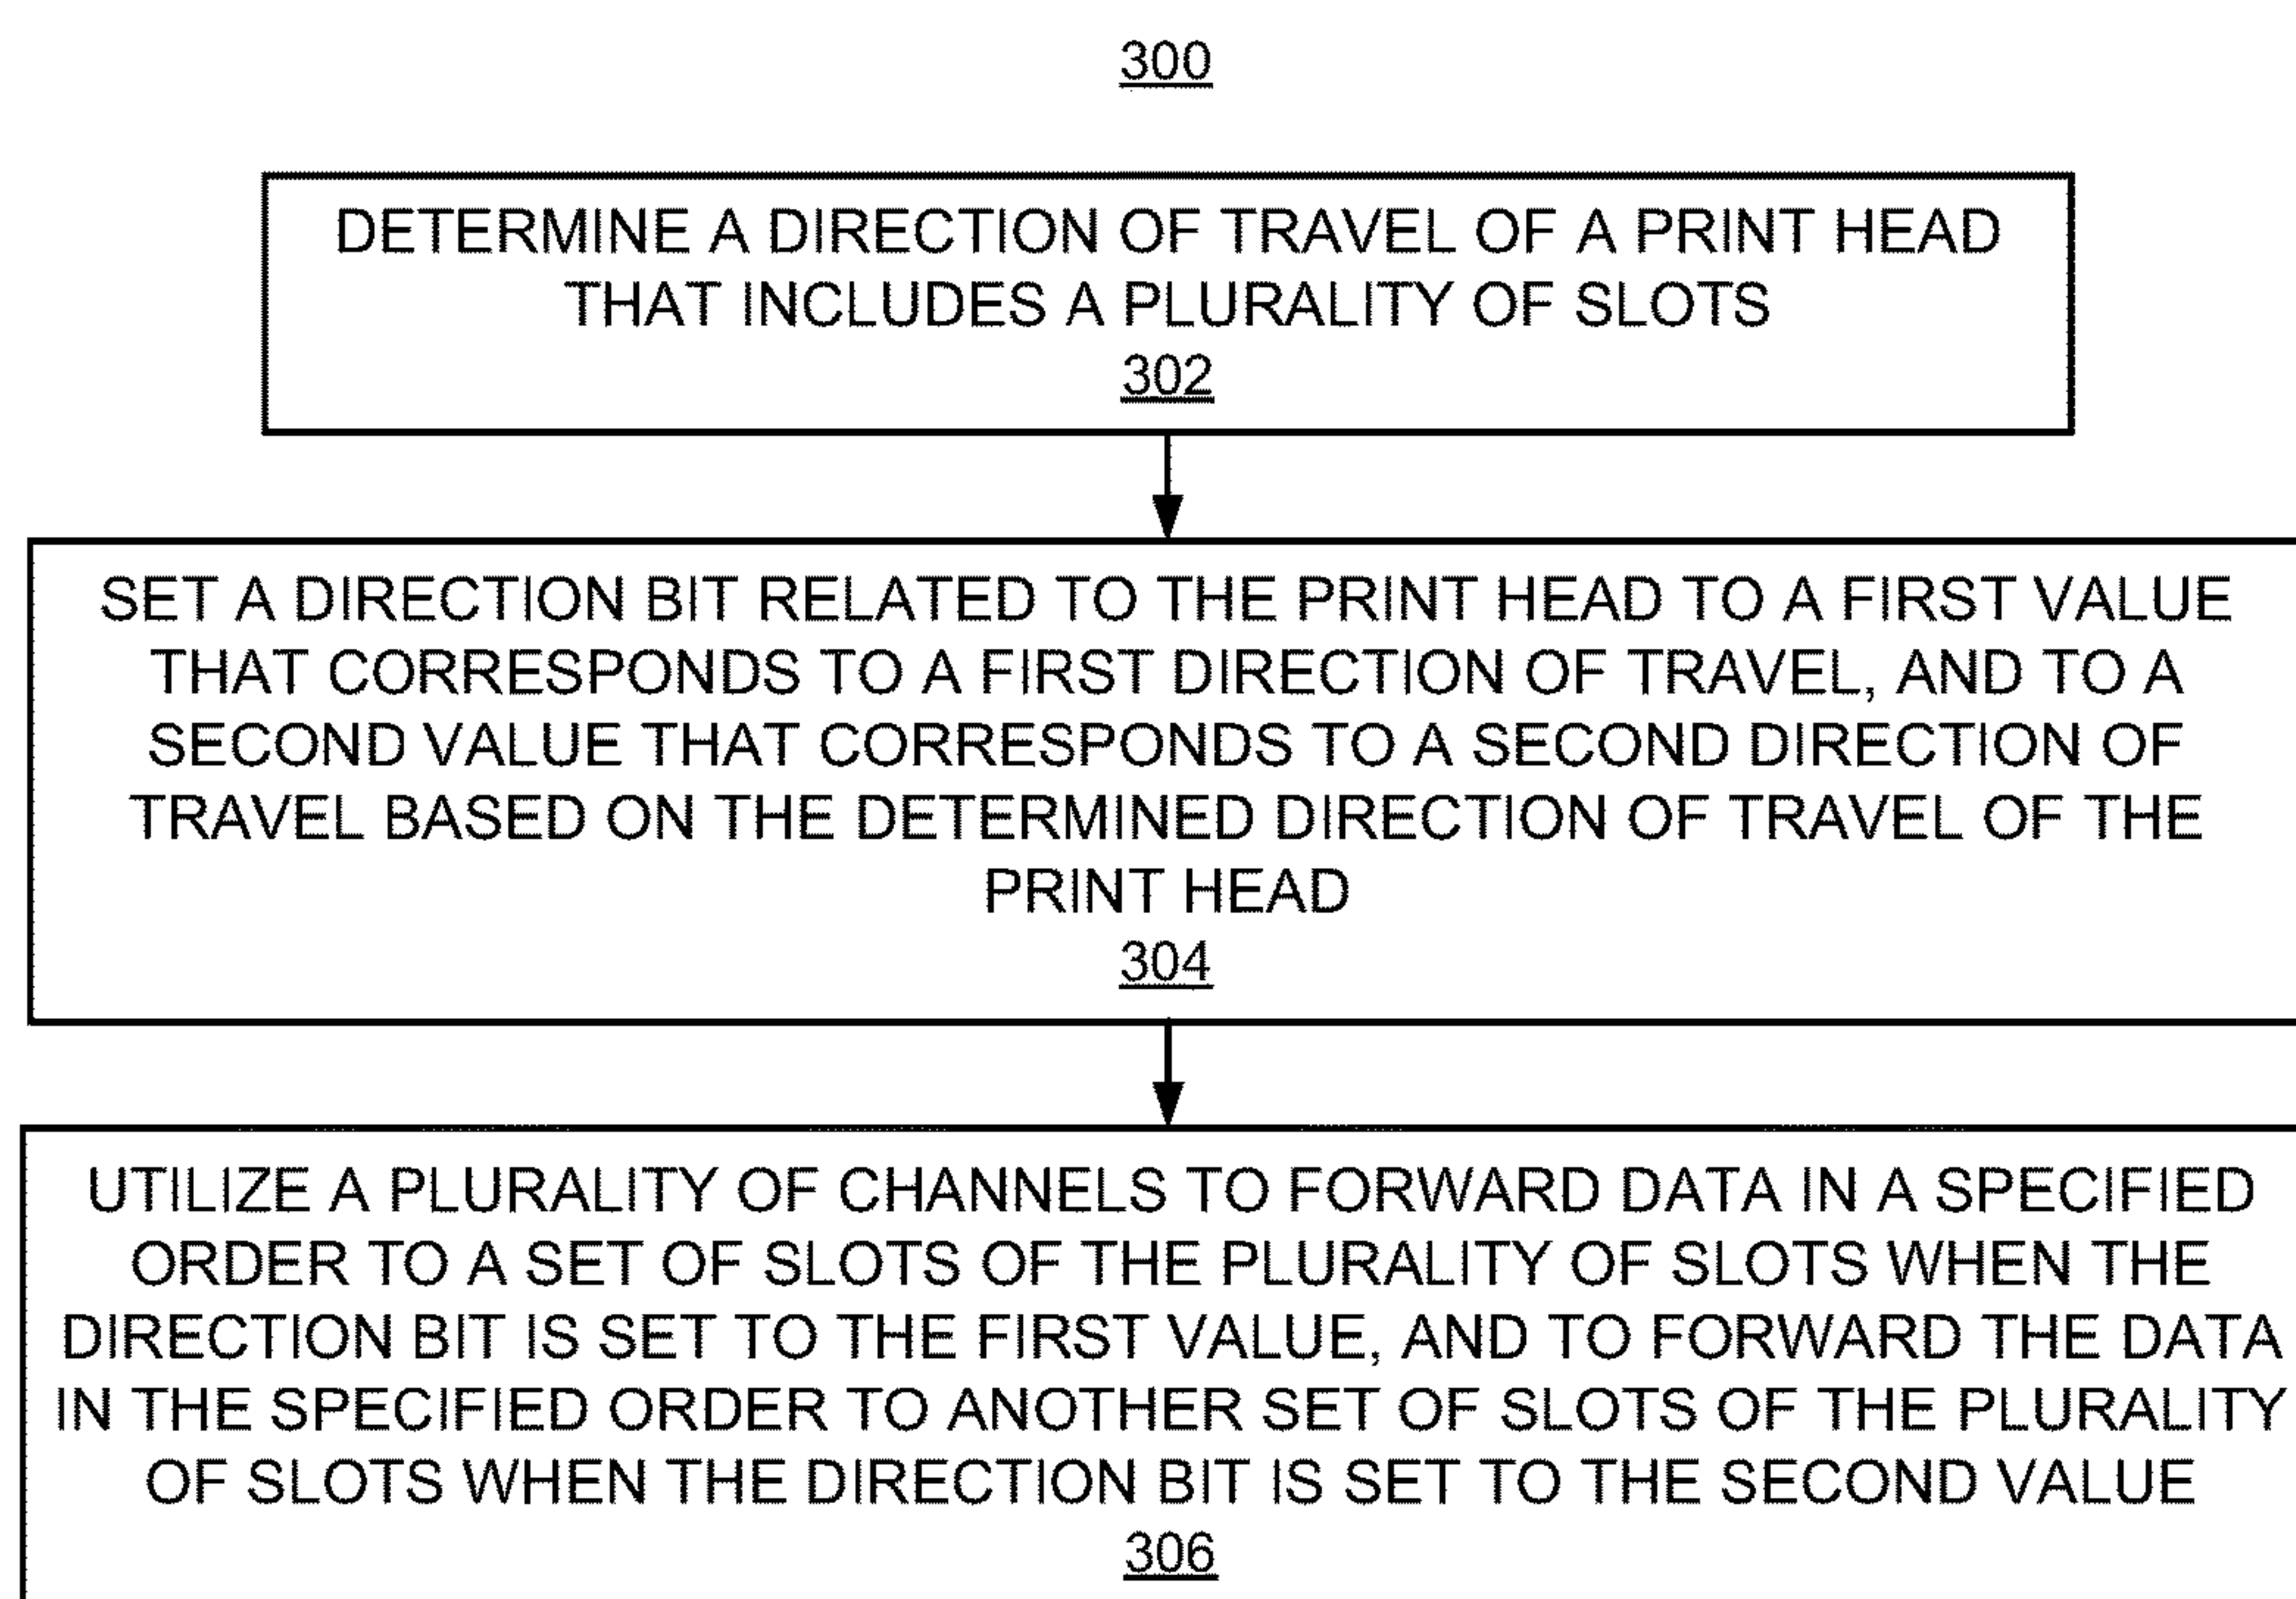 300
DETERMINE A DIRECTION OF TRAVEL OF A PRINT HEAD
THAT INCLUDES A PLURALITY OF SLOTS
302
SET A DIRECTION BIT RELATED TO THE PRINT HEAD TO A FIRST VALUE
THAT CORRESPONDS TO A FIRST DIRECTION OF TRAVEL, AND TO A
SECOND VALUE THAT CORRESPONDS TO A SECOND DIRECTION OF
TRAVEL BASED ON THE DETERMINED DIRECTION OF TRAVEL OF THE
PRINT HEAD
304
UTILIZE A PLURALITY OF CHANNELS TO FORWARD DATA IN A SPECIFIED
ORDER TO A SET OF SLOTS OF THE PLURALITY OF SLOTS WHEN THE
DIRECTION BIT IS SET TO THE FIRST VALUE, AND TO FORWARD THE DATA
IN THE SPECIFIED ORDER TO ANOTHER SET OF SLOTS OF THE PLURALITY
OF SLOTS WHEN THE DIRECTION BIT IS SET TO THE SECOND VALUE
306